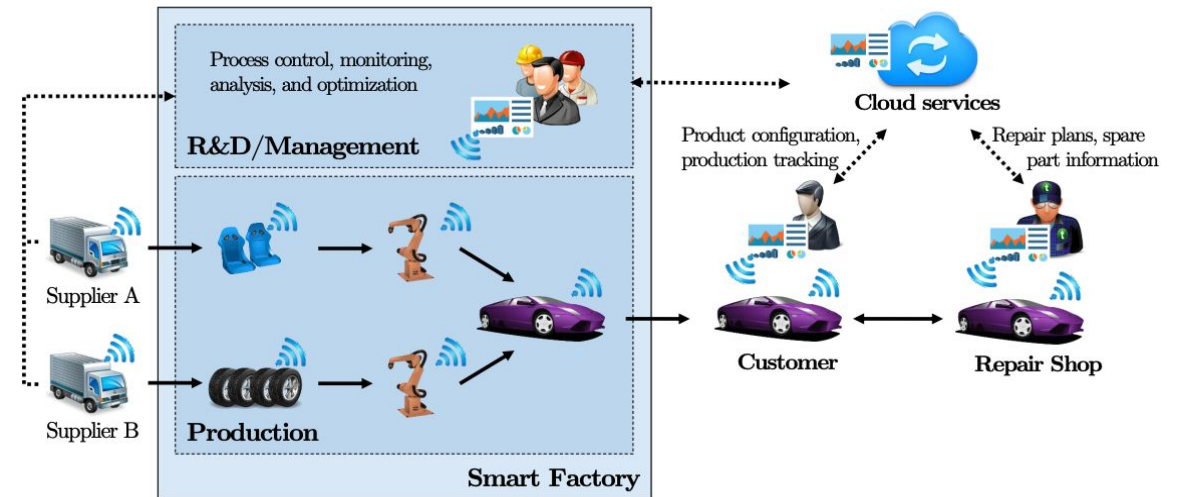 Process control, monitoring,
analysis, and optimization
R&D/Management
Cloud services
Product configuration,
production tracking
Repair plans, spare
part information
Supplier A
Supplier B
Production
Smart Factory
Customer
Repair Shop